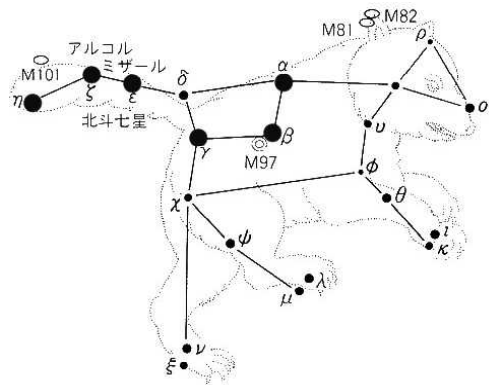 M82
M81
ρ
アルコル
M101
ミザール
δ
α
η
ζ
ε
ο
北斗七星
γ
β
υ
M97
φ
χ
θ
ψ
ι
κ
λ
μ
ν
ξ